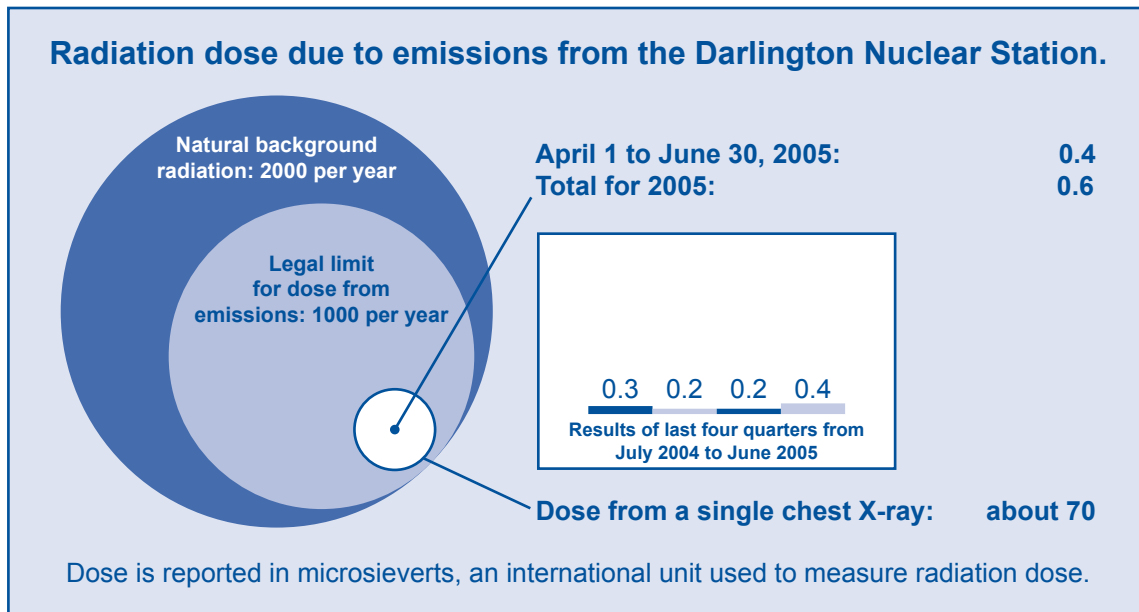 Radiation dose due to emissions from the Darlington Nuclear Station.
Natural background
radiation: 2000 per year
Legal limit
for dose from
emissions: 1000 per year
April 1 to June 30, 2005: 0.4
Total for 2005: 0.6
0.3 0.2 0.2 0.4
Results of last four quarters from
July 2004 to June 2005
Dose from a single chest X-ray: about 70
Dose is reported in microsieverts, an international unit used to measure radiation dose.